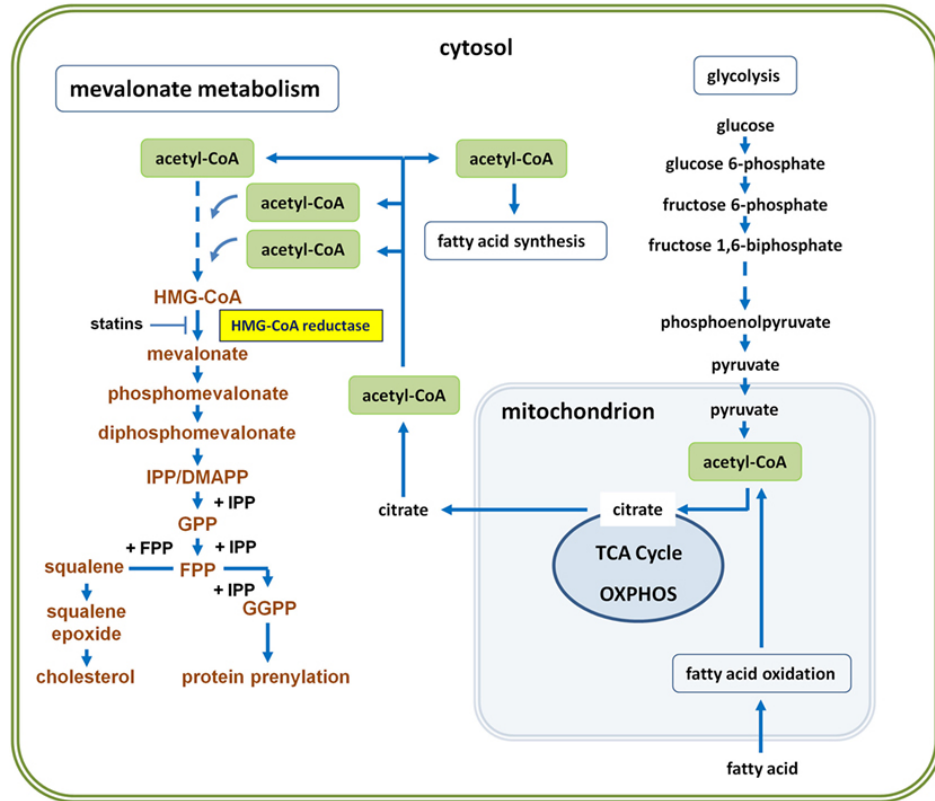 cytosol
mevalonate metabolism
acetyl-CoA
acetyl-CoA
acetyl-CoA
HMG-CoA
statins
HMG-CoA reductase
mevalonate
phosphomevalonate
diphosphomevalonate
IPP/DMAPP
+ IPP
GPP
+ FPP
+ IPP
squalene
FPP
+ IPP
GGPP
squalene
epoxide
cholesterol
protein prenylation
acetyl-CoA
fatty acid synthesis
acetyl-CoA
citrate
glycolysis
glucose
glucose 6-phosphate
fructose 6-phosphate
fructose 1,6-biphosphate
phosphoenolpyruvate
pyruvate
mitochondrion
pyruvate
acetyl-CoA
citrate
TCA Cycle
OXPHOS
fatty acid oxidation
fatty acid